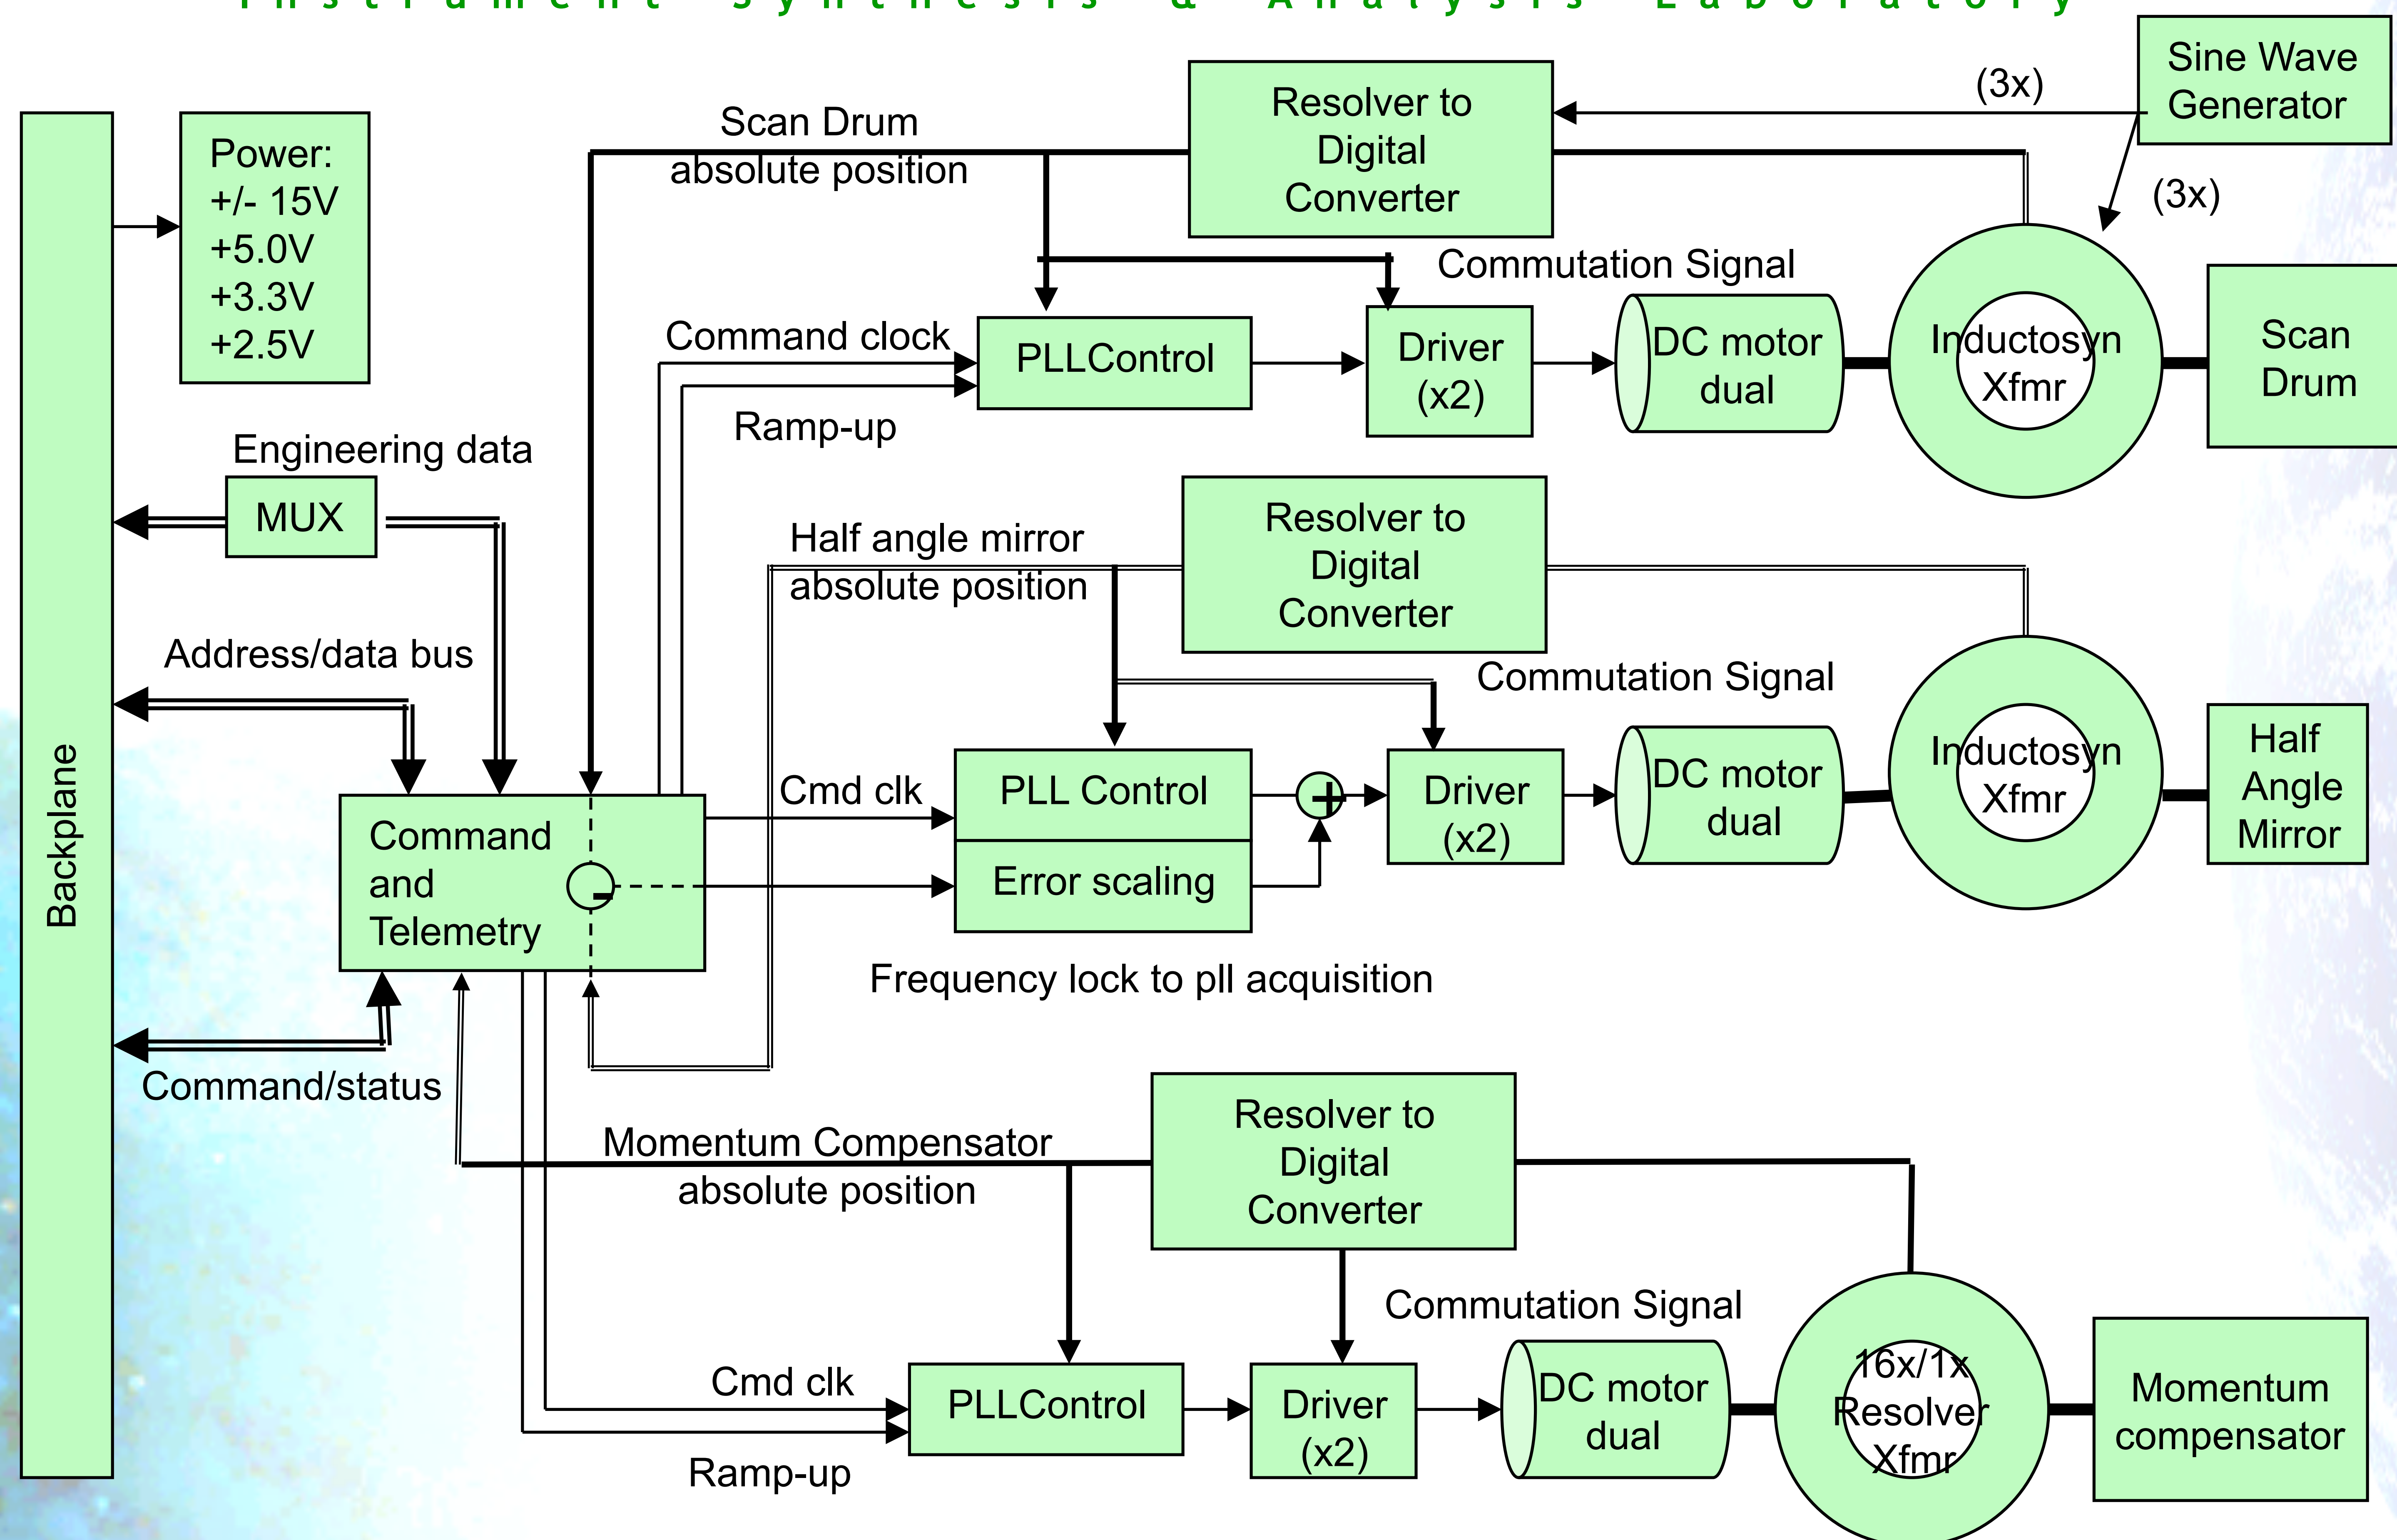 Instrument Synthesis & Analysis Laboratory
Sine Wave
Generator
(3x)
(3x)
Resolver to
Digital
Converter
Scan Drum
absolute position
Power:
+/- 15V
+5.0V
+3.3V
+2.5V
Commutation Signal
Command clock
Ramp-up
PLLControl
Driver
(x2)
DC motor
dual
Inductosyn
Xfmr
Scan
Drum
Engineering data
MUX
Half angle mirror
absolute position
Resolver to
Digital
Converter
Address/data bus
Commutation Signal
Backplane
Command
and
Telemetry
-
Cmd clk
PLL Control
Error scaling
+
Driver
(x2)
DC motor
dual
Inductosyn
Xfmr
Half
Angle
Mirror
Frequency lock to pll acquisition
Command/status
Momentum Compensator
absolute position
Resolver to
Digital
Converter
Commutation Signal
Cmd clk
Ramp-up
PLLControl
Driver
(x2)
DC motor
dual
16x/1x
Resolver
Xfmr
Momentum
compensator